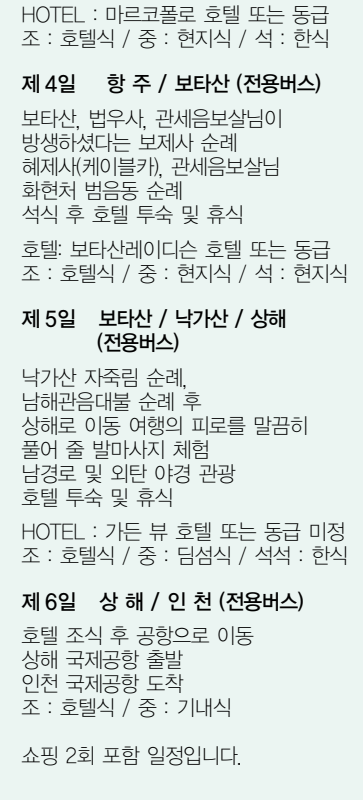 HOTEL : 마르코폴로 호텔 또는 동급
조 : 호텔식 / 중 : 현지식 / 석 : 한식
제 4일 항 주 / 보타산 (전용버스)
보타산, 법우사, 관세음보살님이
방생하셨다는 보제사 순례
혜제사(케이블카), 관세음보살님
화현처 범음동 순례
석식 후 호텔 투숙 및 휴식
호텔: 보타산레이디슨 호텔 또는 동급
조 : 호텔식 / 중 : 현지식 / 석 : 현지식
제 5일 보타산 / 낙가산 / 상해
(전용버스)
낙가산 자죽림 순례,
남해관음대불 순례 후
상해로 이동 여행의 피로를 말끔히
풀어 줄 발마사지 체험
남경로 및 외탄 야경 관광
호텔 투숙 및 휴식
HOTEL : 가든 뷰 호텔 또는 동급 미정
조 : 호텔식 / 중 : 딤섬식 / 석석 : 한식
제 6일 상 해 / 인 천 (전용버스)
호텔 조식 후 공항으로 이동
상해 국제공항 출발
인천 국제공항 도착
조 : 호텔식 / 중 : 기내식
쇼핑 2회 포함 일정입니다.